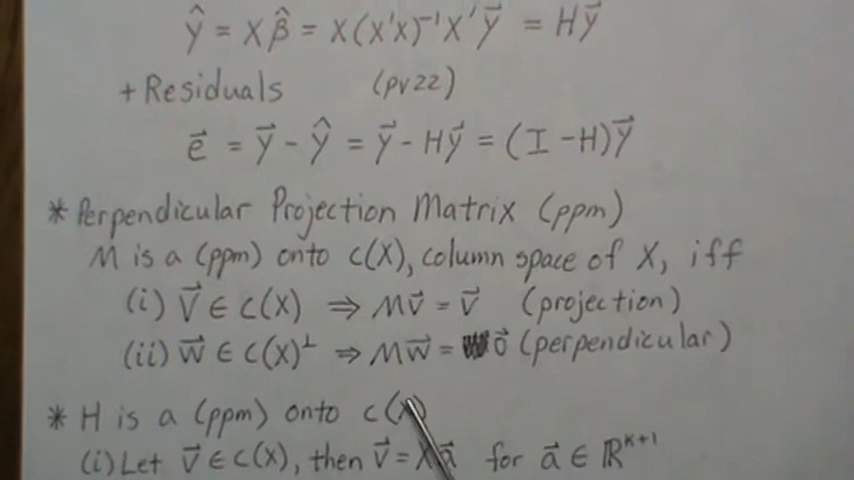 ŷ = Xβ̂ = X(X'X)⁻¹X'y⃗ = Hy⃗
+ Residuals (pv22)
e⃗ = y⃗ - ŷ = y⃗ - Hy⃗ = (I - H)y⃗
* Perpendicular Projection Matrix (ppm)
M is a (ppm) onto C(X), column space of X, iff
(i) v⃗ ∈ C(X) ⇒ Mv⃗ = v⃗ (projection)
(ii) w⃗ ∈ C(X)⊥ ⇒ Mw⃗ = 0⃗ (perpendicular)
* H is a (ppm) onto C(X)
(i) Let v⃗ ∈ C(X), then v⃗ = Xa⃗ for a⃗ ∈ ℝᴷ⁺¹